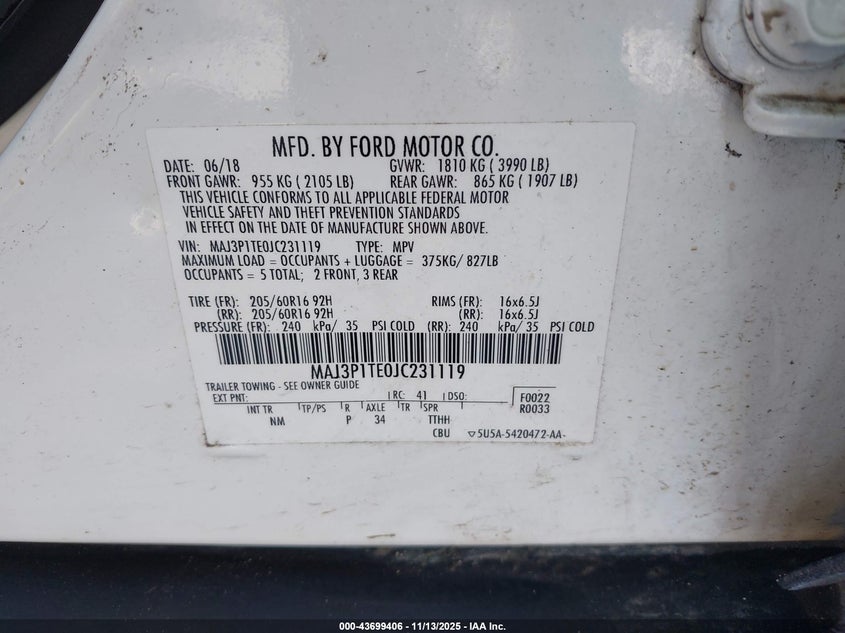 MFD. BY FORD MOTOR CO.
DATE: 06/18 GVWR: 1810 KG ( 3990 LB)
FRONT GAWR: 955 KG ( 2105 LB) REAR GAWR: 865 KG ( 1907 LB)
THIS VEHICLE CONFORMS TO ALL APPLICABLE FEDERAL MOTOR
VEHICLE SAFETY AND THEFT PREVENTION STANDARDS
IN EFFECT ON THE DATE OF MANUFACTURE SHOWN ABOVE.
VIN: MAJ3P1TE0JC231119 TYPE: MPV
MAXIMUM LOAD = OCCUPANTS + LUGGAGE = 375KG/ 827LB
OCCUPANTS = 5 TOTAL; 2 FRONT, 3 REAR
TIRE (FR): 205/60R16 92H RIMS (FR): 16x6.5J
(RR): 205/60R16 92H (RR): 16x6.5J
PRESSURE (FR): 240 kPa/ 35 PSI COLD (RR): 240 kPa/ 35 PSI COLD
MAJ3P1TE0JC231119
TRAILER TOWING - SEE OWNER GUIDE
EXT PNT: RC: 41 DSO: F0022
INT TR TP/PS R AXLE TR SPR R0033
NM P 34 TTHH
CBU 5U5A-5420472-AA-
000-43699406 - 11/13/2025 - IAA Inc.